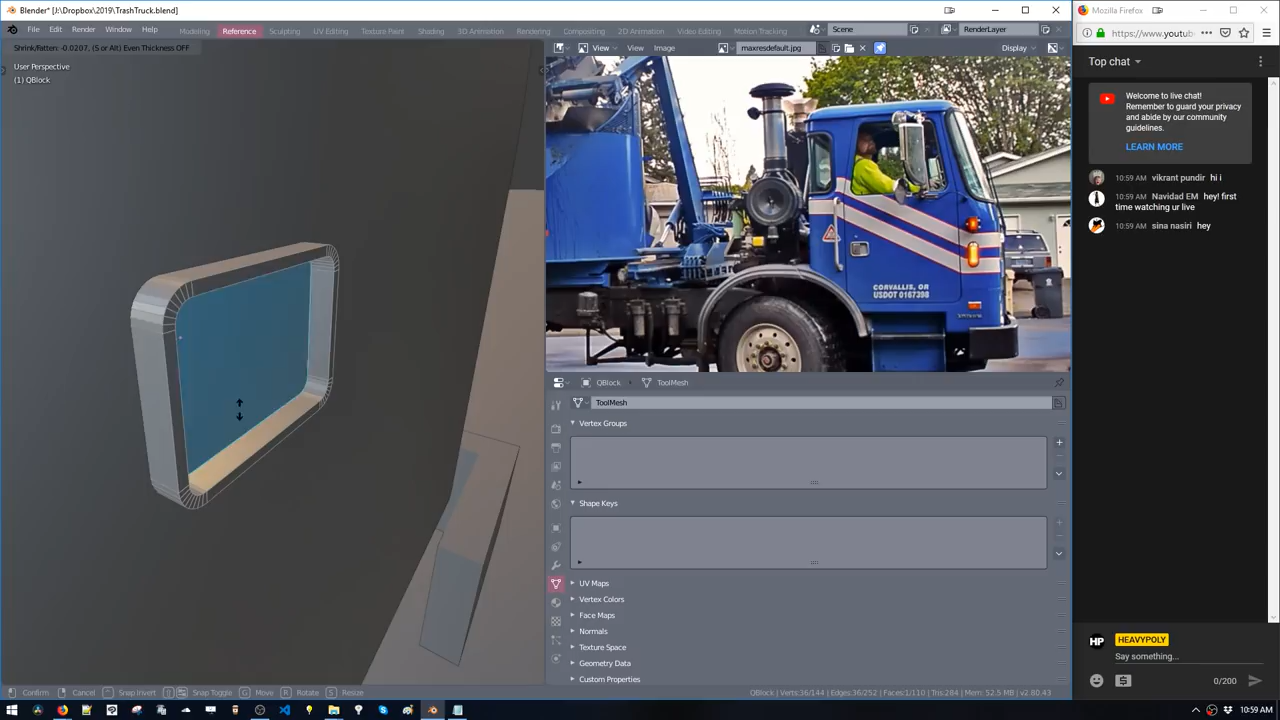 Blender* [J:\Dropbox\2019\TrashTruck.blend]
File Edit Render Window Help
Modeling Reference Sculpting UV Editing Texture Paint Shading 3D Animation Rendering Compositing 2D Animation Video Editing Motion Tracking
Scene
RenderLayer
Shrink/Fatten: -0.0207, (S or Alt) Even Thickness OFF
User Perspective
(1) QBlock
View View Image
maxresdefault.jpg
Display
CORVALLIS, OR
USDOT 0167398
QBlock ToolMesh
ToolMesh
Vertex Groups
Shape Keys
UV Maps
Vertex Colors
Face Maps
Normals
Texture Space
Geometry Data
Custom Properties
Confirm Cancel Snap Invert Snap Toggle G Move R Rotate S Resize
QBlock | Verts:36/144 | Edges:36/252 | Faces:1/110 | Tris:284 | Mem: 52.5 MB | v2.80.43
Mozilla Firefox
https://www.youtub
Top chat
Welcome to live chat!
Remember to guard your privacy
and abide by our community
guidelines.
LEARN MORE
10:59 AM vikrant pundir hi i
10:59 AM Navidad EM hey! first
time watching ur live
10:59 AM sina nasiri hey
HP HEAVYPOLY
Say something...
0/200
10:59 AM